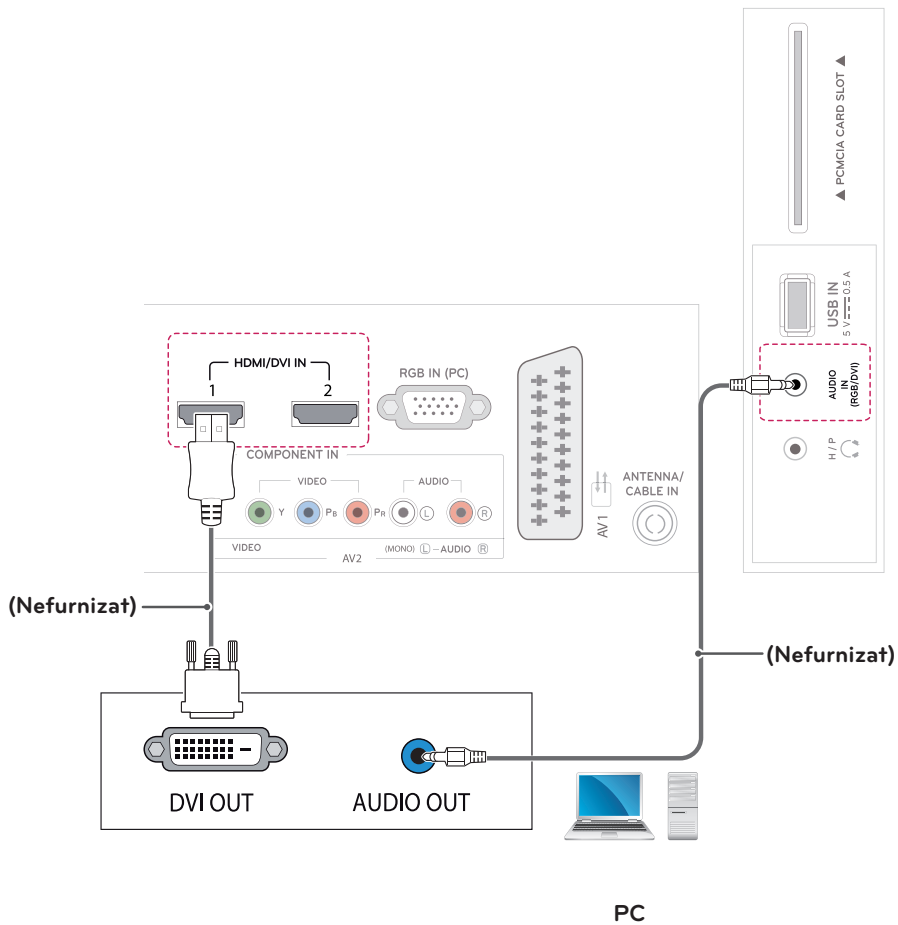 ▲ PCMCIA CARD SLOT ▲
USB IN
5 V 0.5 A
AUDIO
IN
(RGB/DVI)
H / P
HDMI/DVI IN
1
2
RGB IN (PC)
COMPONENT IN
VIDEO
AUDIO
Y
PB
PR
L
R
VIDEO
AV2
(MONO) L – AUDIO R
AV1
ANTENNA/
CABLE IN
(Nefurnizat)
(Nefurnizat)
DVI OUT
AUDIO OUT
PC